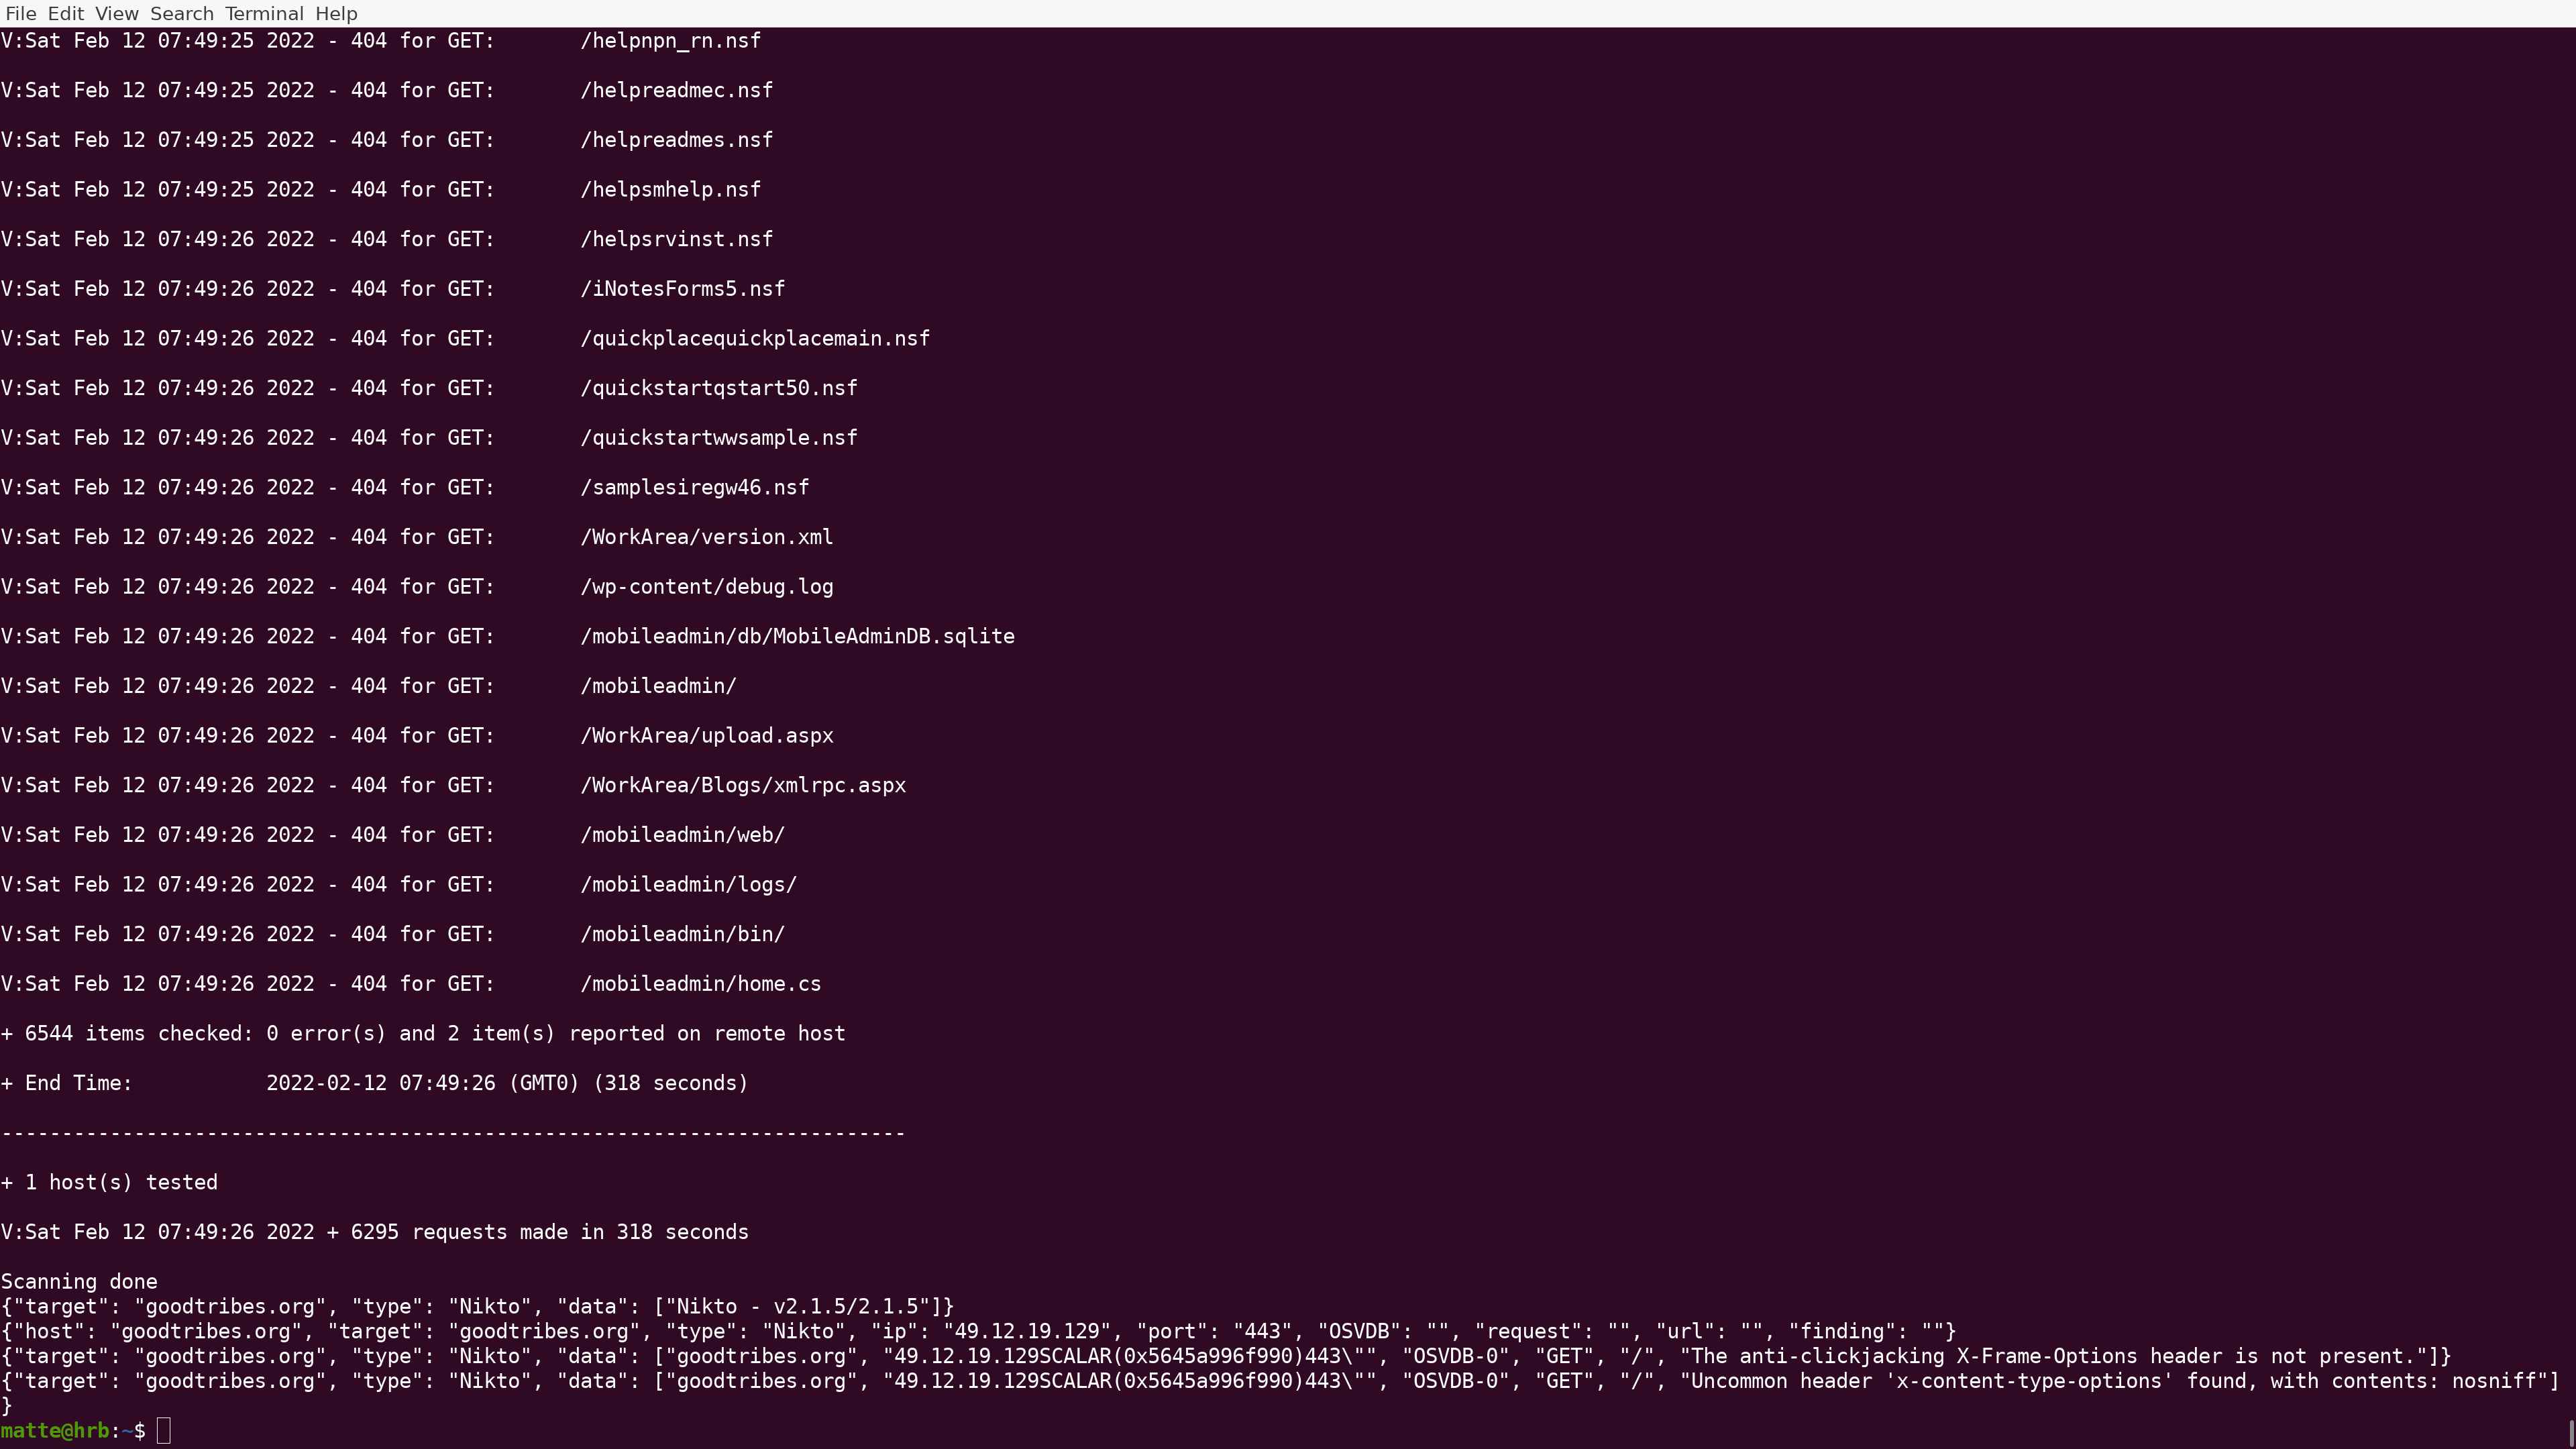 File Edit View Search Terminal Help
V:Sat Feb 12 07:49:25 2022 - 404 for GET:       /helpnpn_rn.nsf
V:Sat Feb 12 07:49:25 2022 - 404 for GET:       /helpreadmec.nsf
V:Sat Feb 12 07:49:25 2022 - 404 for GET:       /helpreadmes.nsf
V:Sat Feb 12 07:49:25 2022 - 404 for GET:       /helpsmhelp.nsf
V:Sat Feb 12 07:49:26 2022 - 404 for GET:       /helpsrvinst.nsf
V:Sat Feb 12 07:49:26 2022 - 404 for GET:       /iNotesForms5.nsf
V:Sat Feb 12 07:49:26 2022 - 404 for GET:       /quickplacequickplacemain.nsf
V:Sat Feb 12 07:49:26 2022 - 404 for GET:       /quickstartqstart50.nsf
V:Sat Feb 12 07:49:26 2022 - 404 for GET:       /quickstartwwsample.nsf
V:Sat Feb 12 07:49:26 2022 - 404 for GET:       /samplesiregw46.nsf
V:Sat Feb 12 07:49:26 2022 - 404 for GET:       /WorkArea/version.xml
V:Sat Feb 12 07:49:26 2022 - 404 for GET:       /wp-content/debug.log
V:Sat Feb 12 07:49:26 2022 - 404 for GET:       /mobileadmin/db/MobileAdminDB.sqlite
V:Sat Feb 12 07:49:26 2022 - 404 for GET:       /mobileadmin/
V:Sat Feb 12 07:49:26 2022 - 404 for GET:       /WorkArea/upload.aspx
V:Sat Feb 12 07:49:26 2022 - 404 for GET:       /WorkArea/Blogs/xmlrpc.aspx
V:Sat Feb 12 07:49:26 2022 - 404 for GET:       /mobileadmin/web/
V:Sat Feb 12 07:49:26 2022 - 404 for GET:       /mobileadmin/logs/
V:Sat Feb 12 07:49:26 2022 - 404 for GET:       /mobileadmin/bin/
V:Sat Feb 12 07:49:26 2022 - 404 for GET:       /mobileadmin/home.cs
+ 6544 items checked: 0 error(s) and 2 item(s) reported on remote host
+ End Time:           2022-02-12 07:49:26 (GMT0) (318 seconds)
---------------------------------------------------------------------------
+ 1 host(s) tested
V:Sat Feb 12 07:49:26 2022 + 6295 requests made in 318 seconds
Scanning done
{"target": "goodtribes.org", "type": "Nikto", "data": ["Nikto - v2.1.5/2.1.5"]}
{"host": "goodtribes.org", "target": "goodtribes.org", "type": "Nikto", "ip": "49.12.19.129", "port": "443", "OSVDB": "", "request": "", "url": "", "finding": ""}
{"target": "goodtribes.org", "type": "Nikto", "data": ["goodtribes.org", "49.12.19.129SCALAR(0x5645a996f990)443\"", "OSVDB-0", "GET", "/", "The anti-clickjacking X-Frame-Options header is not present."]}
{"target": "goodtribes.org", "type": "Nikto", "data": ["goodtribes.org", "49.12.19.129SCALAR(0x5645a996f990)443\"", "OSVDB-0", "GET", "/", "Uncommon header 'x-content-type-options' found, with contents: nosniff"]
}
matte@hrb:~$